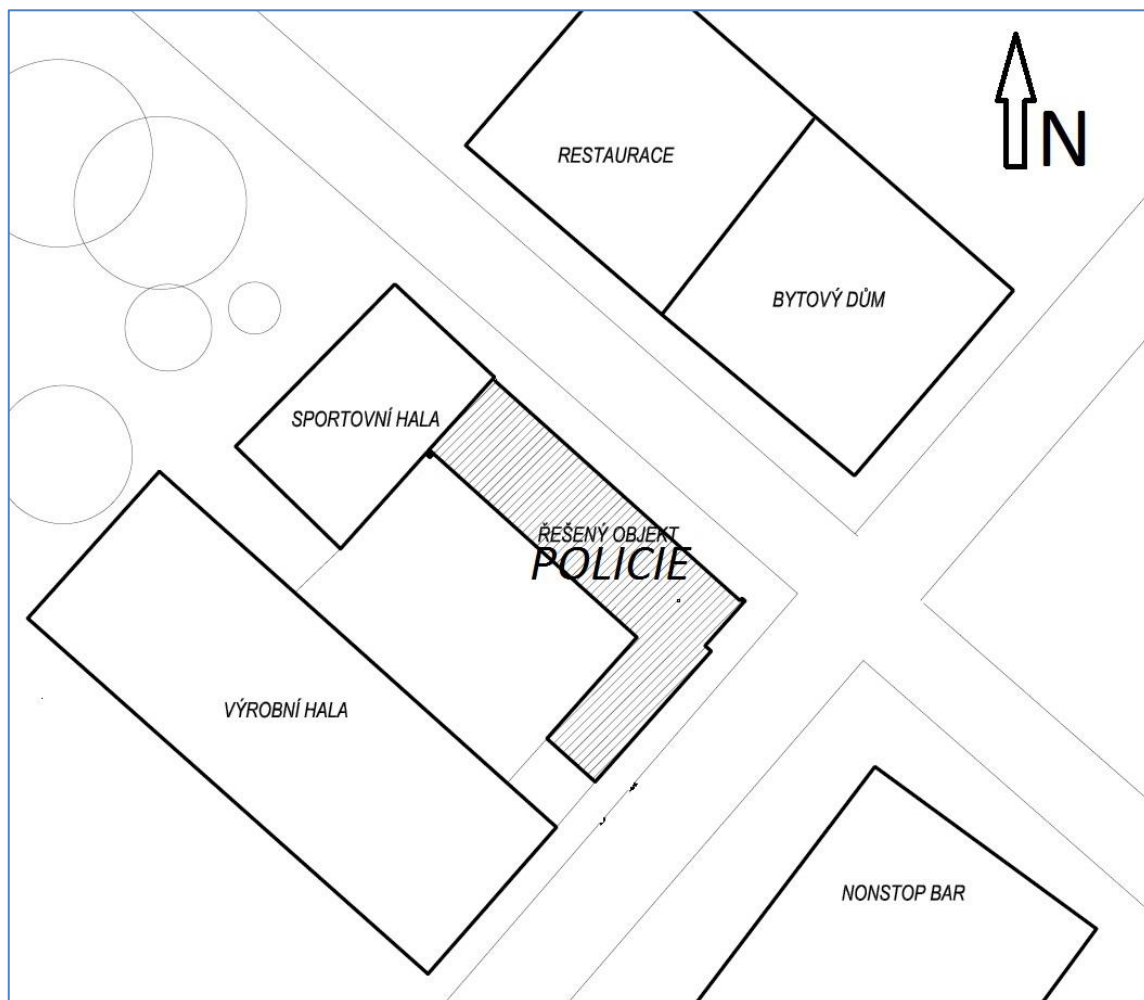 RESTAURACE
N
BYTOVÝ DŮM
SPORTOVNÍ HALA
ŘEŠENÝ OBJEKT
POLICIE
VÝROBNÍ HALA
NONSTOP BAR